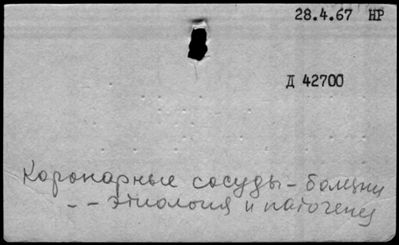 28.4.67 НР
Д 42700
Коронарные сосуды - болезни
- - этиология и патогенез